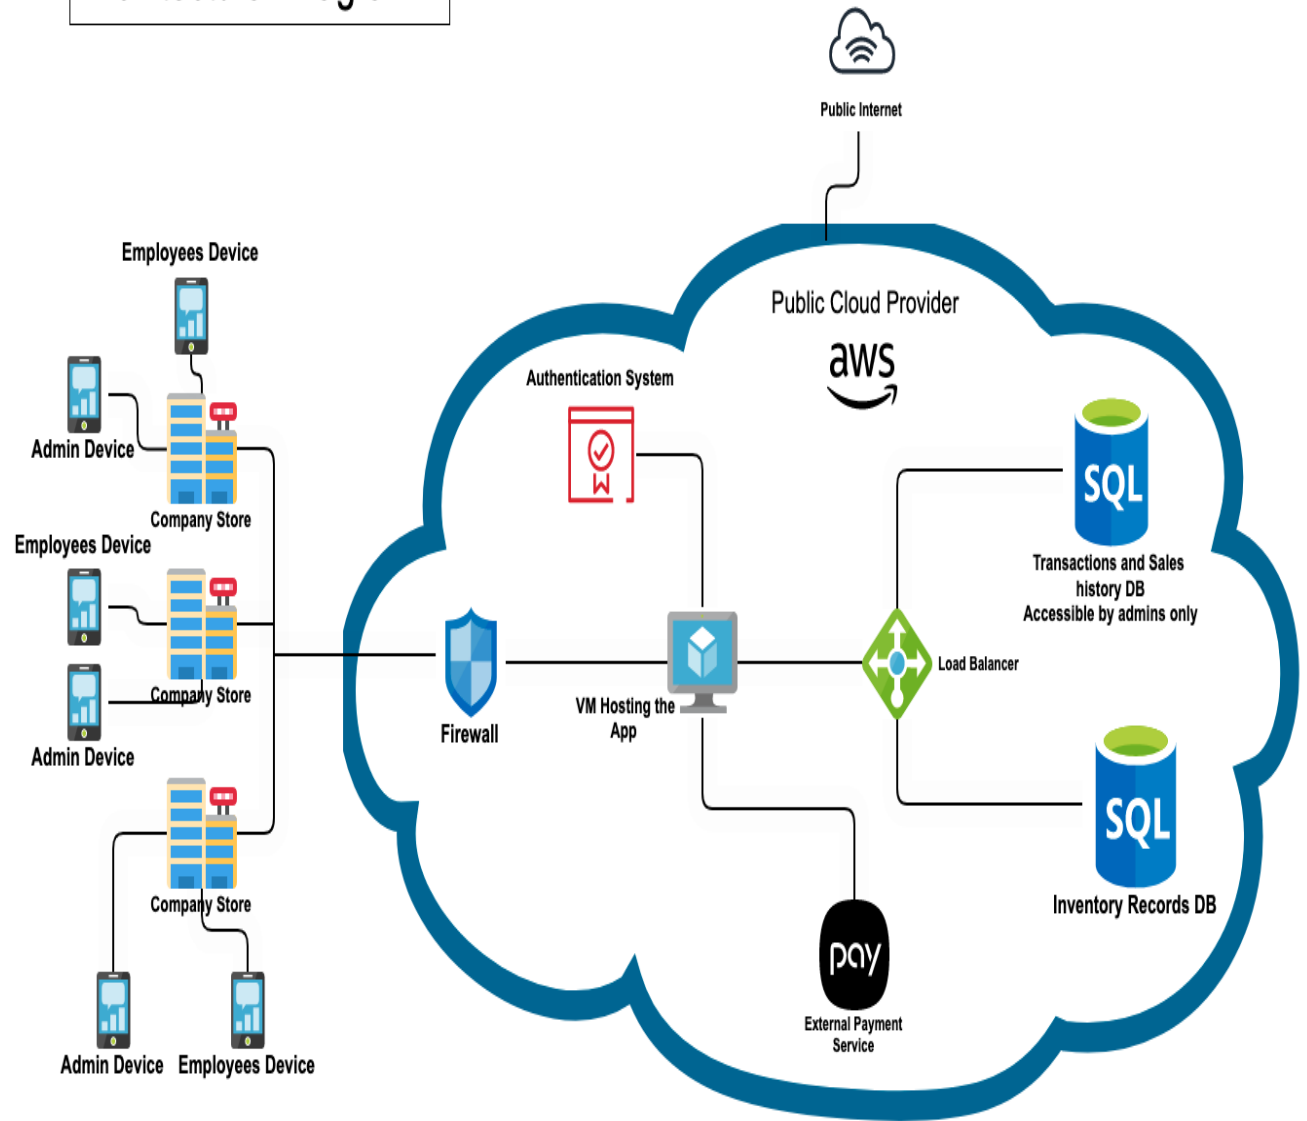 Public Internet
Employees Device
Public Cloud Provider
aws
Authentication System
Admin Device
SQL
Company Store
Employees Device
Transactions and Sales
history DB
Accessible by admins only
Load Balancer
Company Store
VM Hosting the
App
Firewall
Admin Device
SQL
Company Store
Inventory Records DB
pay
External Payment
Service
Admin Device
Employees Device